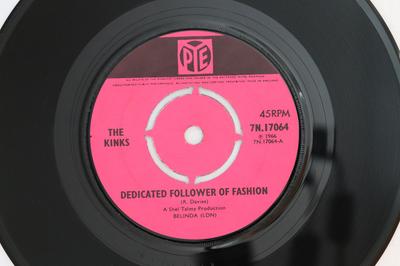 PYE
45RPM
THE
KINKS
7N.17064
℗ 1966
7N.17064-A
DEDICATED FOLLOWER OF FASHION
(R. Davies)
A Shel Talmy Production
BELINDA (LDN)